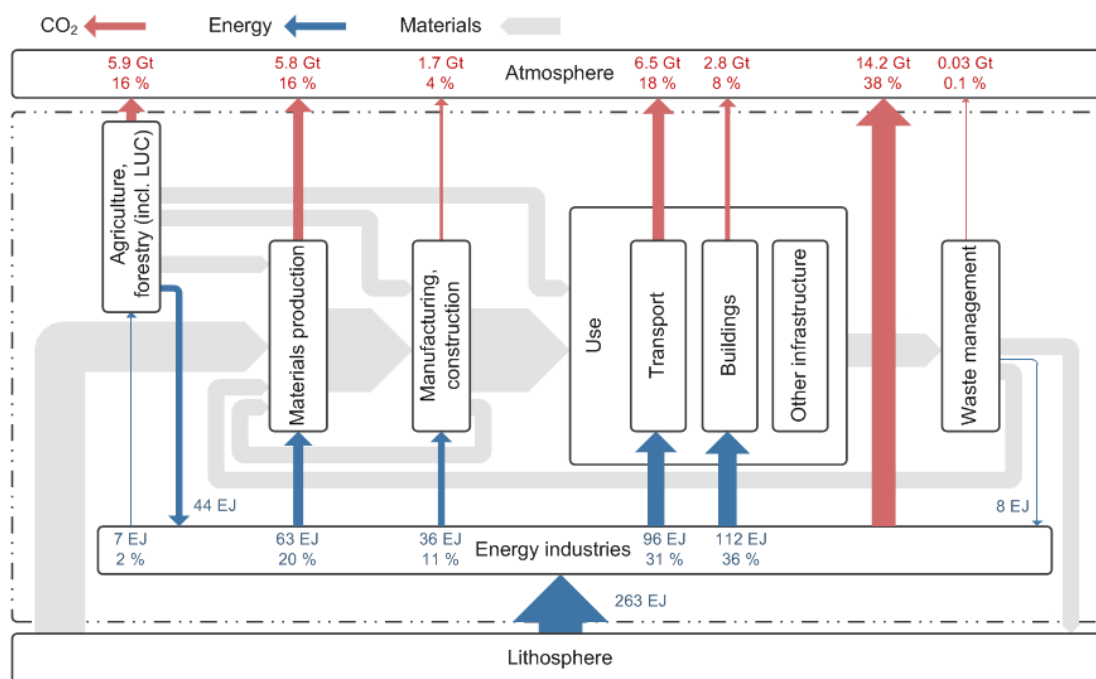 CO₂
Energy
Materials
5.9 Gt
16 %
5.8 Gt
16 %
1.7 Gt
4 %
Atmosphere
6.5 Gt
18 %
2.8 Gt
8 %
14.2 Gt
38 %
0.03 Gt
0.1 %
Agriculture,
forestry (incl. LUC)
Materials production
Manufacturing,
construction
Use
Transport
Buildings
Other infrastructure
Waste management
44 EJ
8 EJ
7 EJ
2 %
63 EJ
20 %
36 EJ
11 %
Energy industries
96 EJ
31 %
112 EJ
36 %
263 EJ
Lithosphere